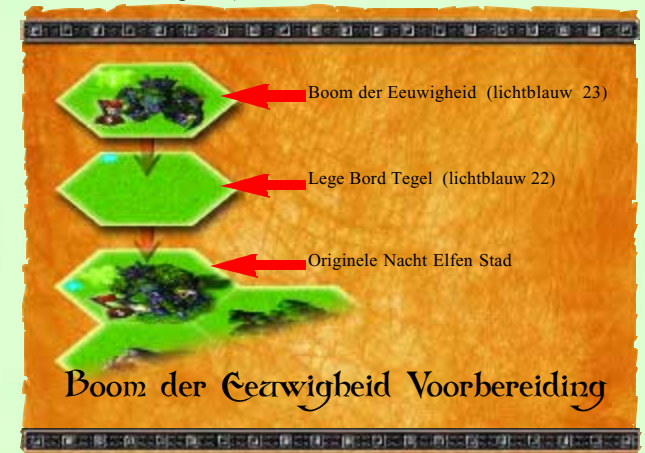 Boom der Eeuwigheid (lichtblauw 23)
Lege Bord Tegel (lichtblauw 22)
Originele Nacht Elfen Stad
Boom der Eeuwigheid Voorbereiding